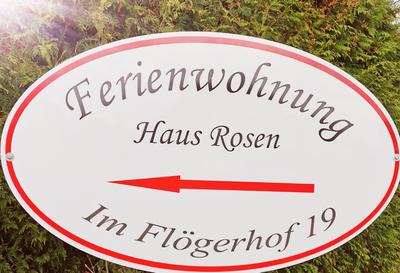 Ferienwohnung
Haus Rosen
Im Flögerhof 19